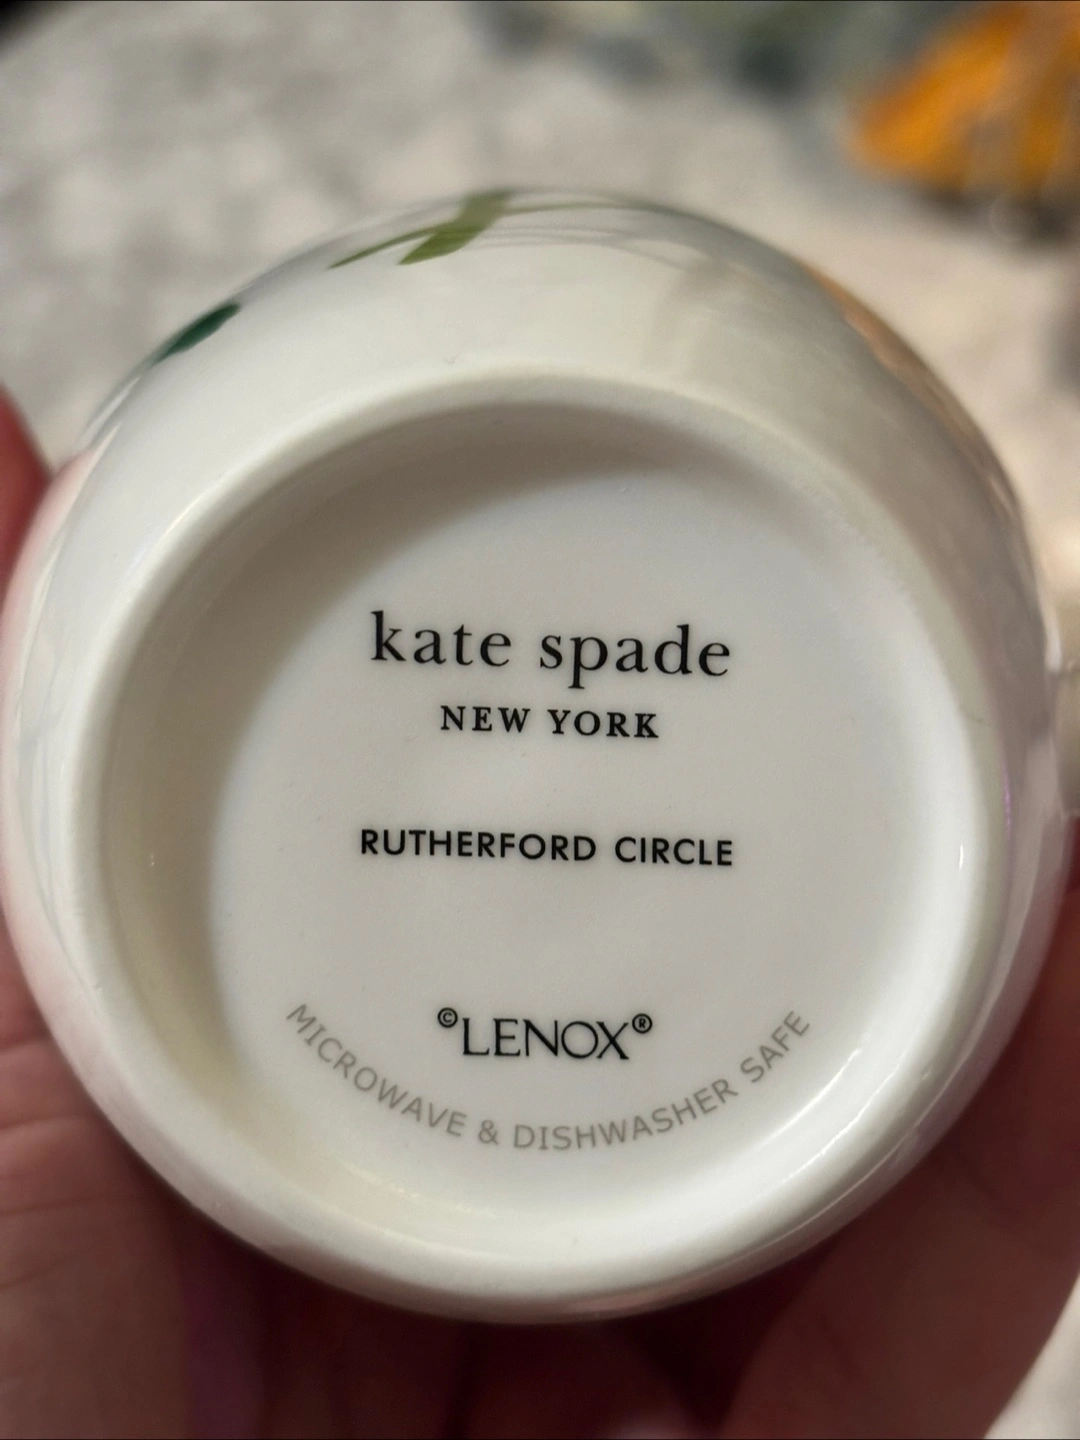 kate spade
NEW YORK
RUTHERFORD CIRCLE
©LENOX®
MICROWAVE & DISHWASHER SAFE